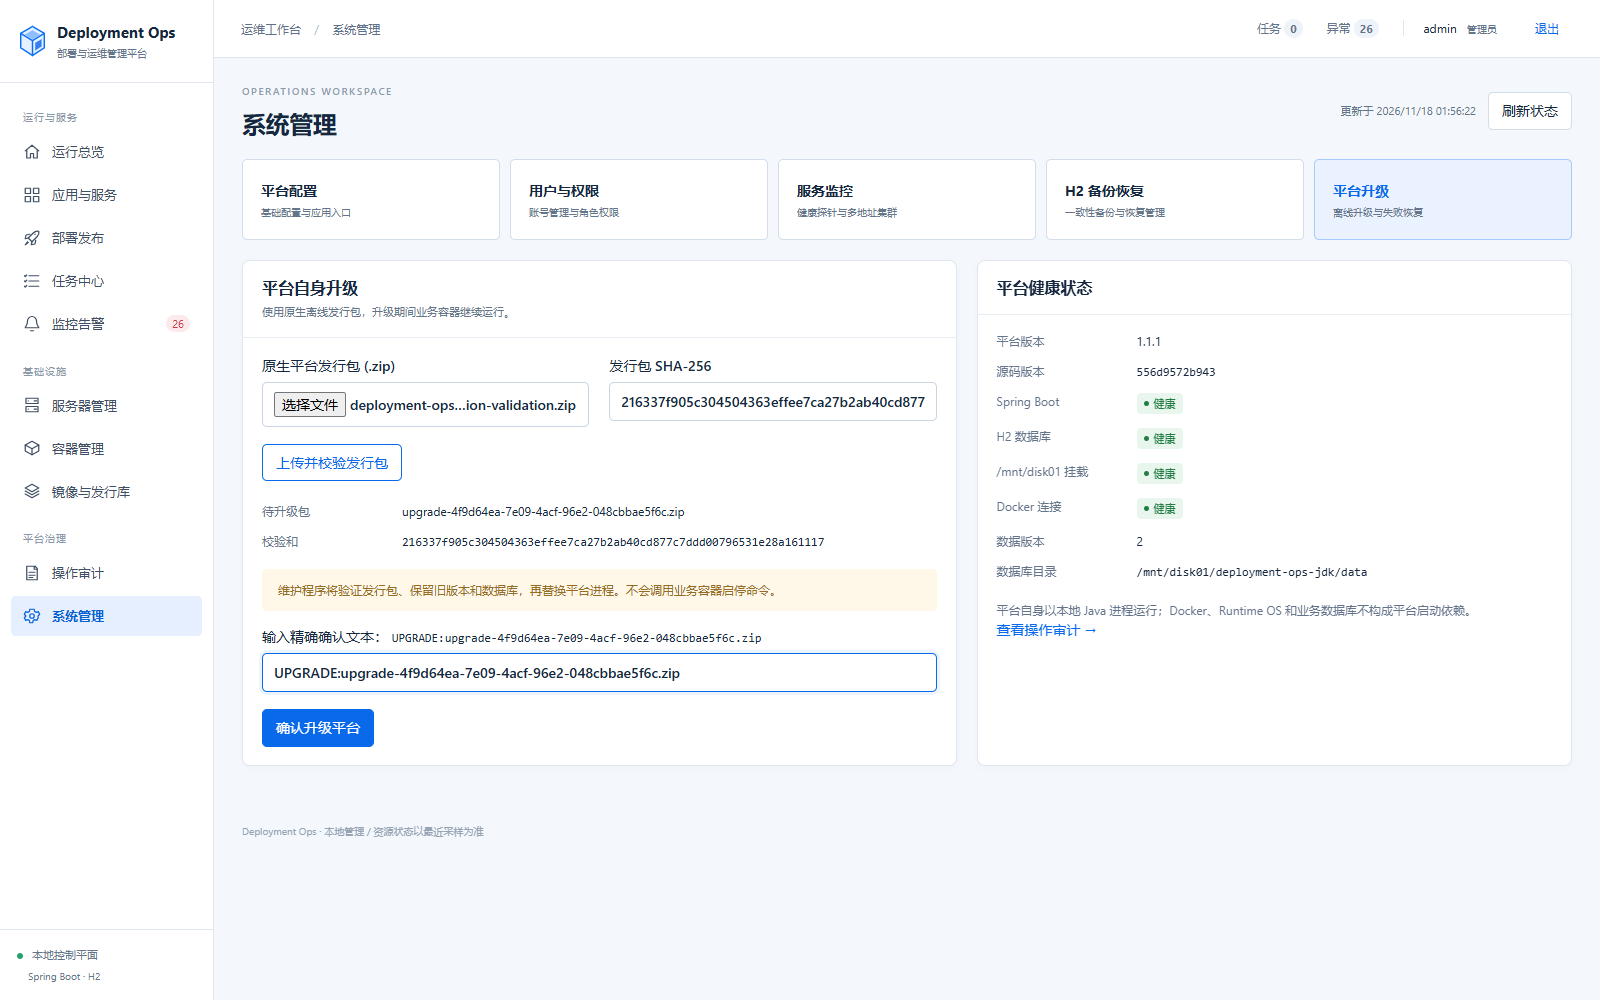 Deployment Ops
部署与运维管理平台
运行与服务
运行总览
应用与服务
部署发布
任务中心
监控告警 26
基础设施
服务器管理
容器管理
镜像与发行库
平台治理
操作审计
系统管理
本地控制平面
Spring Boot · H2
运维工作台 / 系统管理
任务 0 异常 26 admin 管理员 退出
OPERATIONS WORKSPACE
系统管理
更新于 2026/11/18 01:56:22 刷新状态
平台配置
基础配置与应用入口
用户与权限
账号管理与角色权限
服务监控
健康探针与多地址集群
H2 备份恢复
一致性备份与恢复管理
平台升级
离线升级与失败恢复
平台自身升级
使用原生离线发行包，升级期间业务容器继续运行。
原生平台发行包 (.zip)
选择文件 deployment-ops...ion-validation.zip
发行包 SHA-256
216337f905c304504363effee7ca27b2ab40cd877
上传并校验发行包
待升级包 upgrade-4f9d64ea-7e09-4acf-96e2-048cbbae5f6c.zip
校验和 216337f905c304504363effee7ca27b2ab40cd877c7ddd00796531e28a161117
维护程序将验证发行包、保留旧版本和数据库，再替换平台进程。不会调用业务容器启停命令。
输入精确确认文本： UPGRADE:upgrade-4f9d64ea-7e09-4acf-96e2-048cbbae5f6c.zip
UPGRADE:upgrade-4f9d64ea-7e09-4acf-96e2-048cbbae5f6c.zip
确认升级平台
平台健康状态
平台版本 1.1.1
源码版本 556d9572b943
Spring Boot 健康
H2 数据库 健康
/mnt/disk01 挂载 健康
Docker 连接 健康
数据版本 2
数据库目录 /mnt/disk01/deployment-ops-jdk/data
平台自身以本地 Java 进程运行；Docker、Runtime OS 和业务数据库不构成平台启动依赖。
查看操作审计 →
Deployment Ops · 本地管理 / 资源状态以最近采样为准